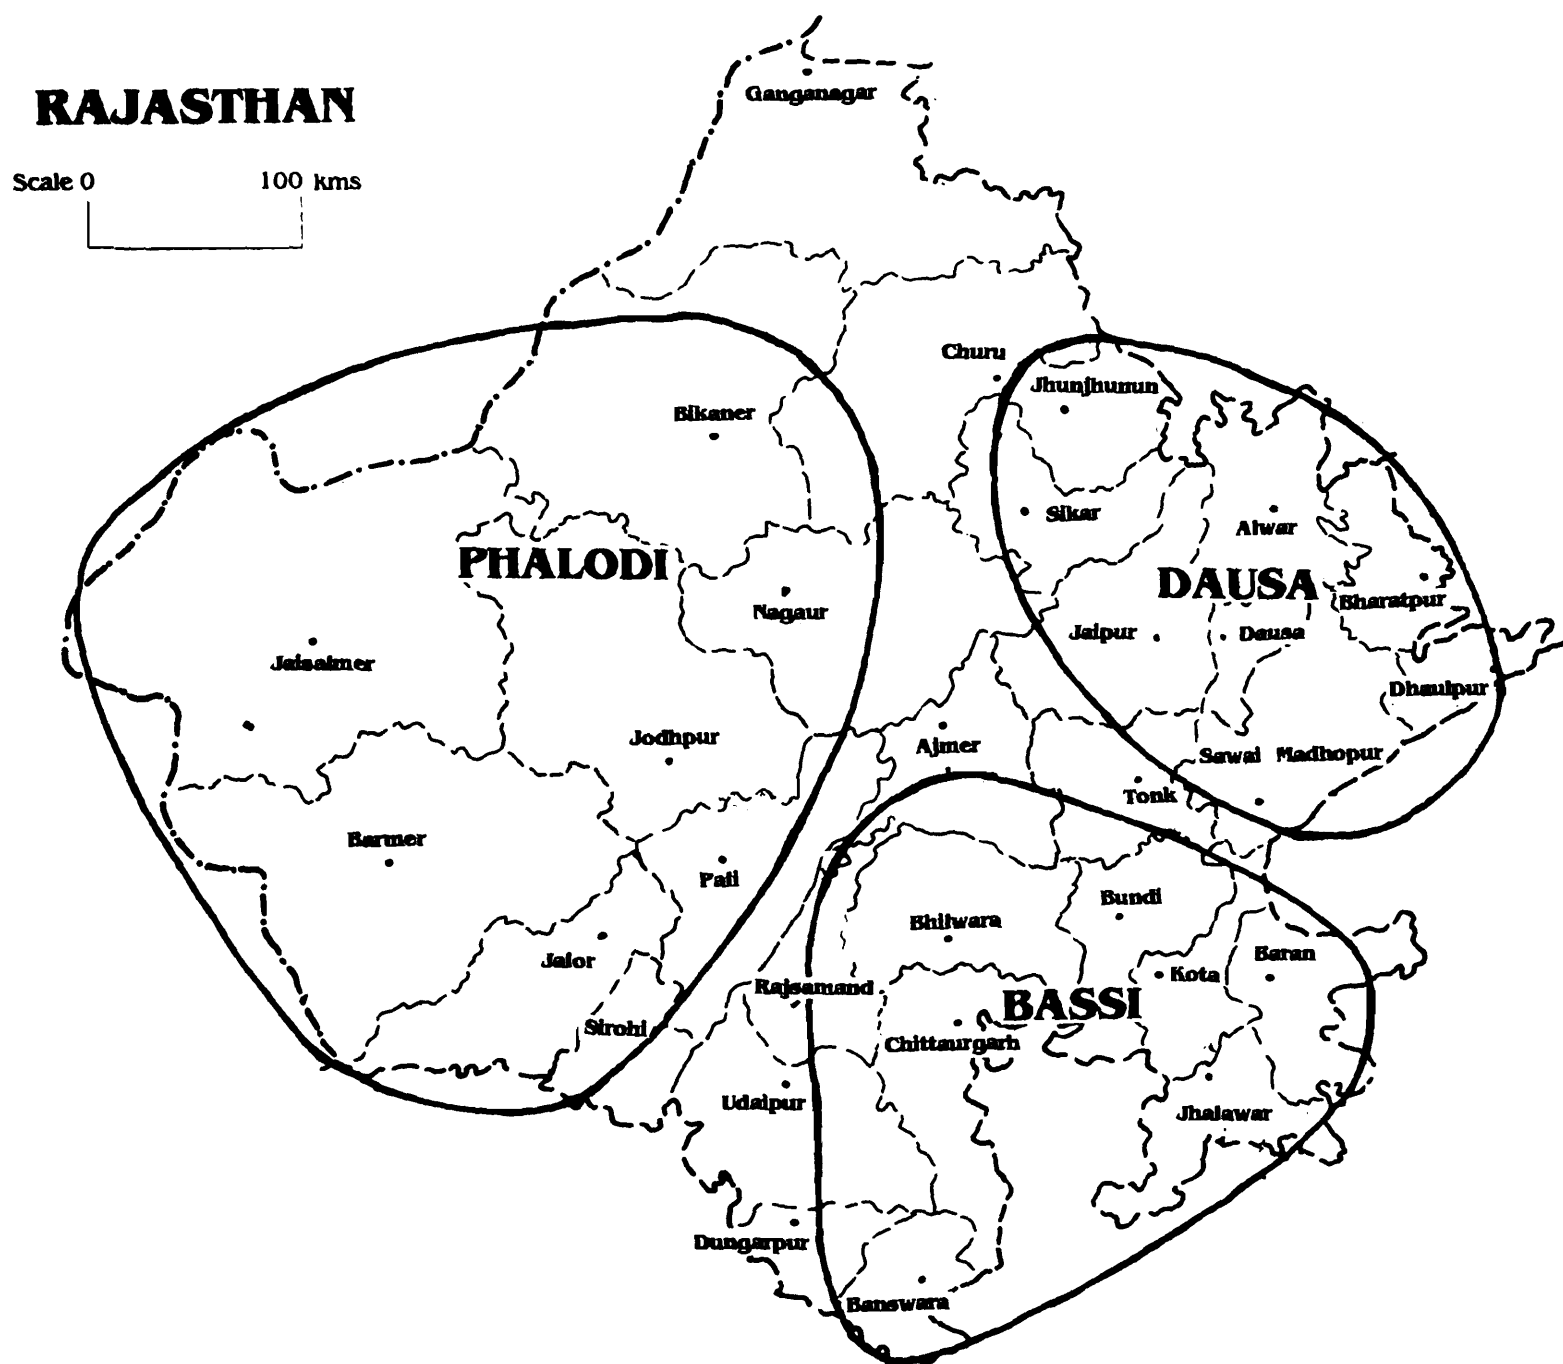 Ganganagar
RAJASTHAN
Scale 0 100 kms
Churu
Jhunjhunun
Bikaner
Sikar
Alwar
PHALODI
DAUSA
Nagaur
Bharatpur
Jaipur
Dausa
Jaisalmer
Dhaulpur
Jodhpur
Ajmer
Sawai Madhopur
Tonk
Barmer
Pali
Bundi
Bhilwara
Jalor
Baran
Kota
Rajsamand
BASSI
Sirohi
Chittaurgarh
Udaipur
Jhalawar
Dungarpur
Banswara